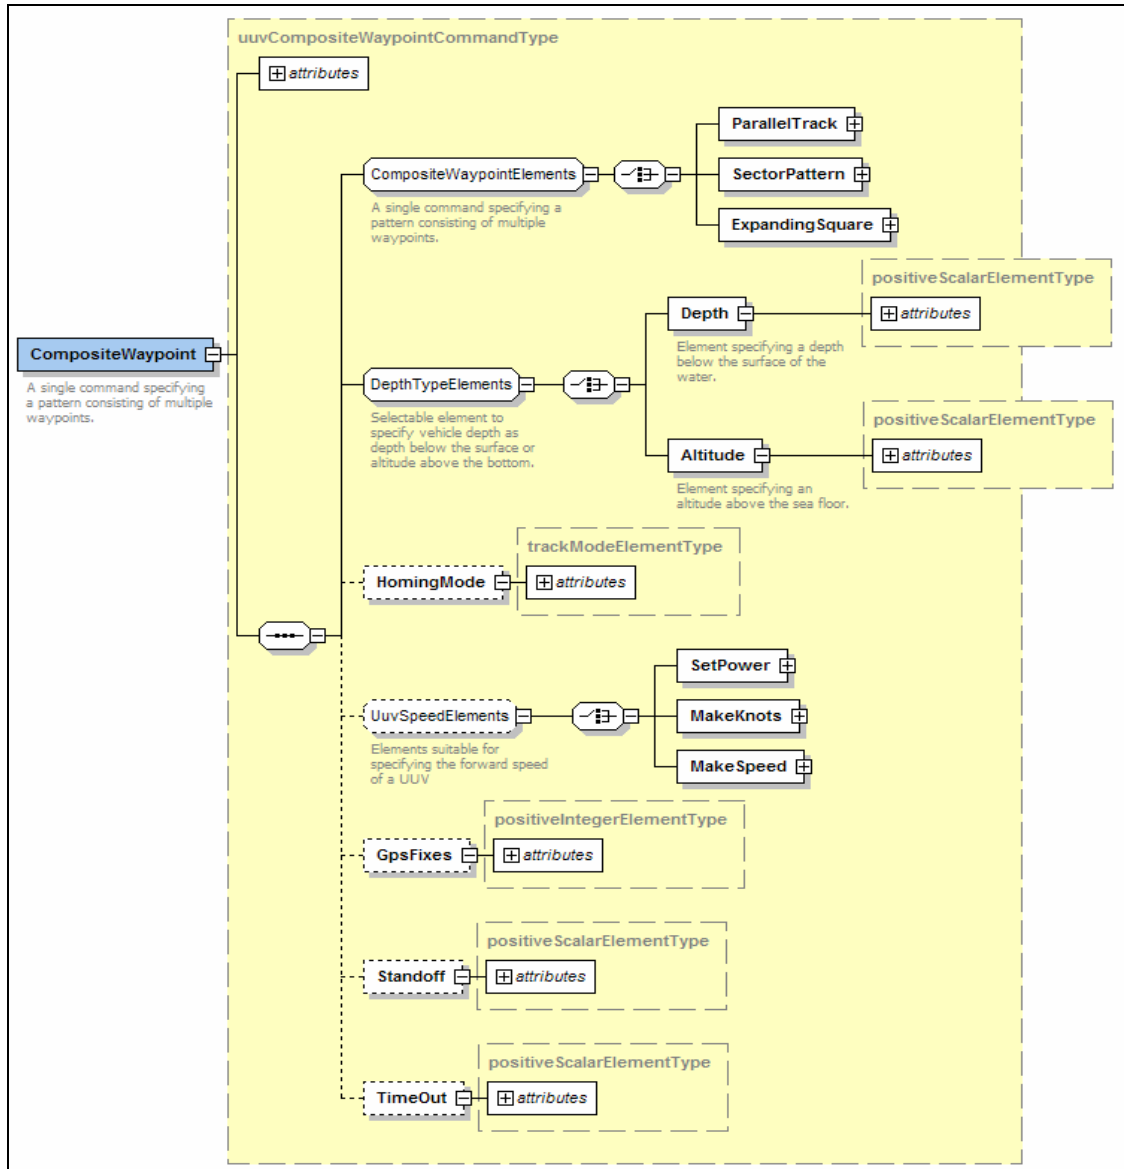 uuvCompositeWaypointCommandType
attributes
ParallelTrack
CompositeWaypointElements
SectorPattern
A single command specifying a
pattern consisting of multiple
waypoints.
ExpandingSquare
positiveScalarElementType
Depth
attributes
Element specifying a depth
below the surface of the
water.
CompositeWaypoint
A single command specifying
a pattern consisting of multiple
waypoints.
DepthTypeElements
Selectable element to
specify vehicle depth as
depth below the surface or
altitude above the bottom.
positiveScalarElementType
Altitude
attributes
Element specifying an
altitude above the sea floor.
trackModeElementType
HomingMode
attributes
SetPower
UuvSpeedElements
MakeKnots
Elements suitable for
specifying the forward speed
of a UUV
MakeSpeed
positiveIntegerElementType
GpsFixes
attributes
positiveScalarElementType
Standoff
attributes
positiveScalarElementType
TimeOut
attributes